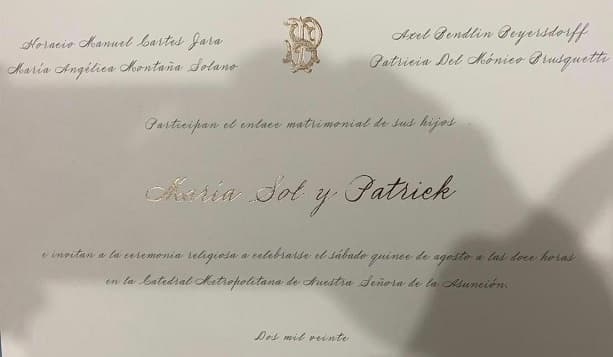 Horacio Manuel Cartes Jara
María Angélica Montaña Solano
Axel Bendlin Beyersdorff
Patricia Del Mónico Brusquetti
Participan el enlace matrimonial de sus hijos
María Sol y Patrick
e invitan a la ceremonia religiosa a celebrarse el sábado quince de agosto a las doce horas
en la Catedral Metropolitana de Nuestra Señora de la Asunción.
Dos mil veinte